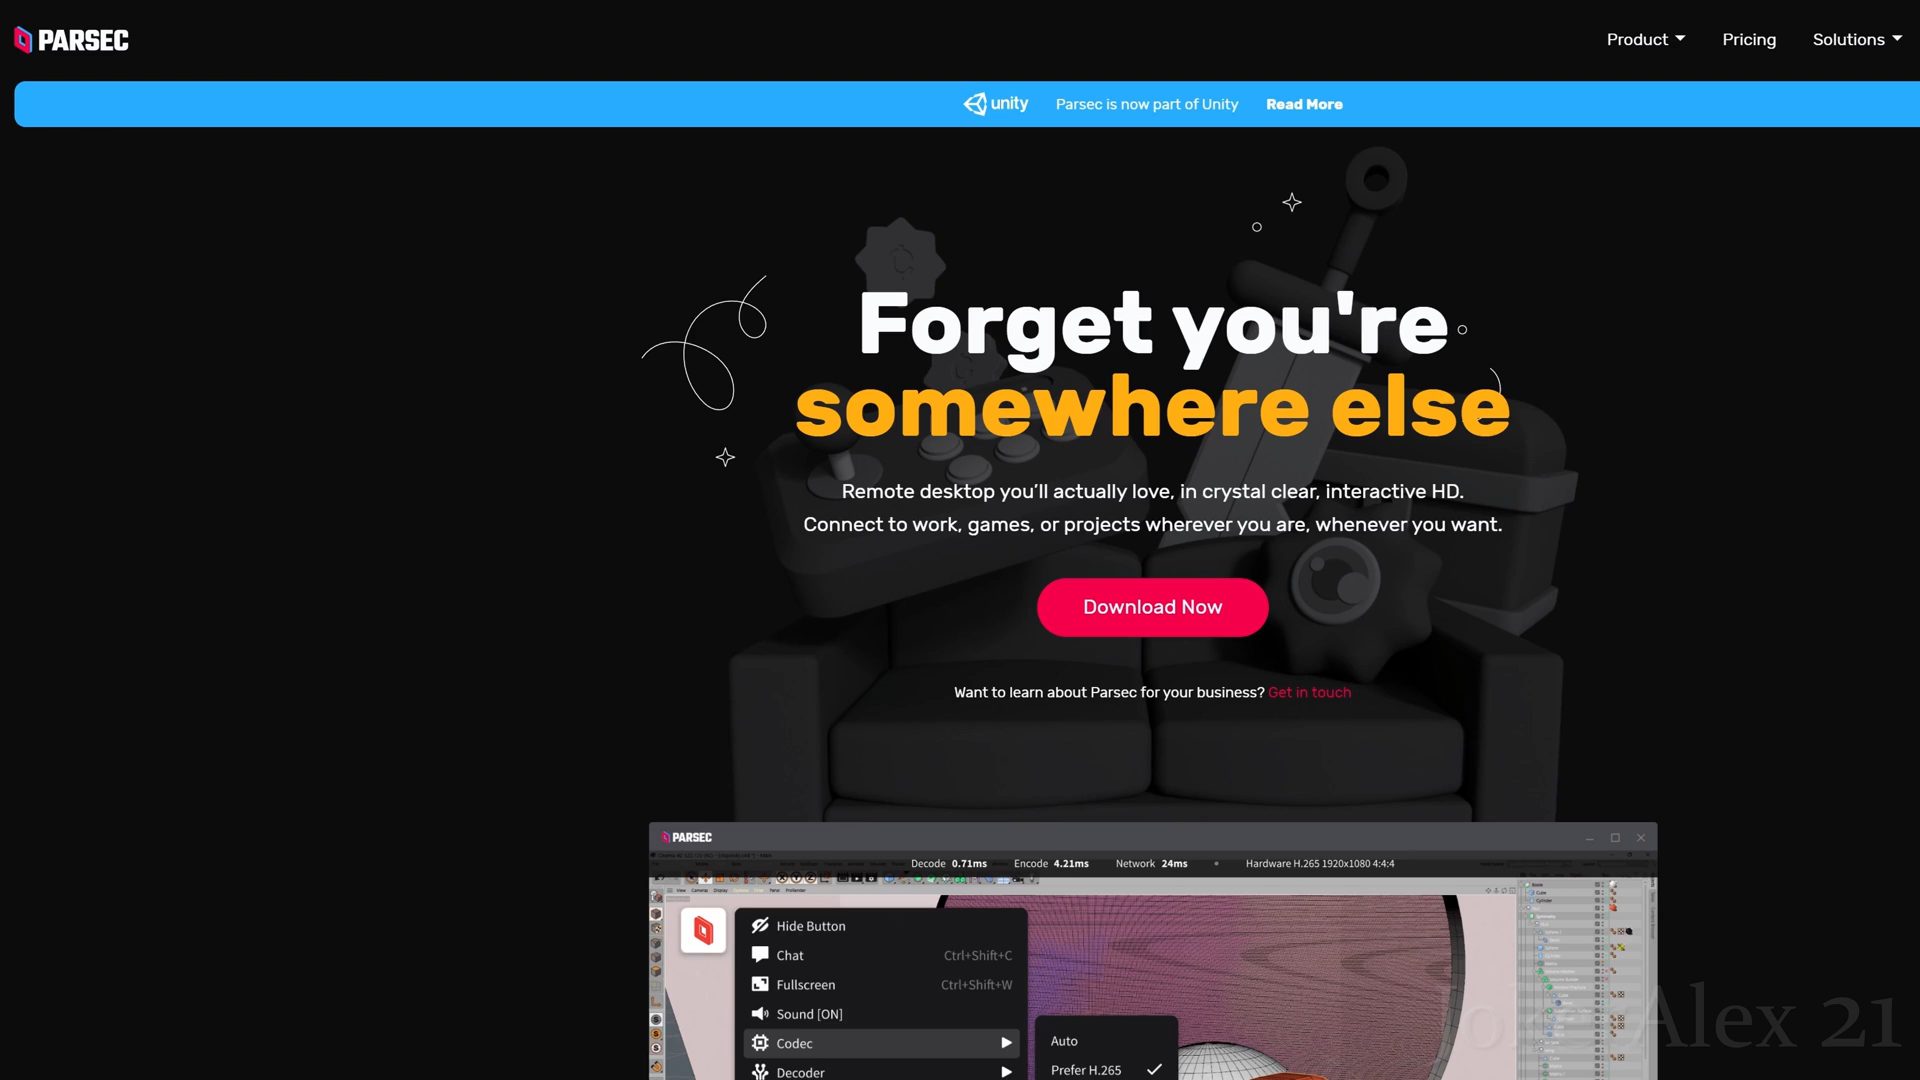 PARSEC
Product
Pricing
Solutions
unity
Parsec is now part of Unity
Read More
Forget you're
somewhere else
Remote desktop you'll actually love, in crystal clear, interactive HD.
Connect to work, games, or projects wherever you are, whenever you want.
Download Now
Want to learn about Parsec for your business? Get in touch
PARSEC
Decode 0.71ms Encode 4.21ms Network 24ms Hardware H.265 1920x1080 4:4:4
Hide Button
Chat Ctrl+Shift+C
Fullscreen Ctrl+Shift+W
Sound [ON]
Codec
Auto
Decoder
Prefer H.265
Alex 21